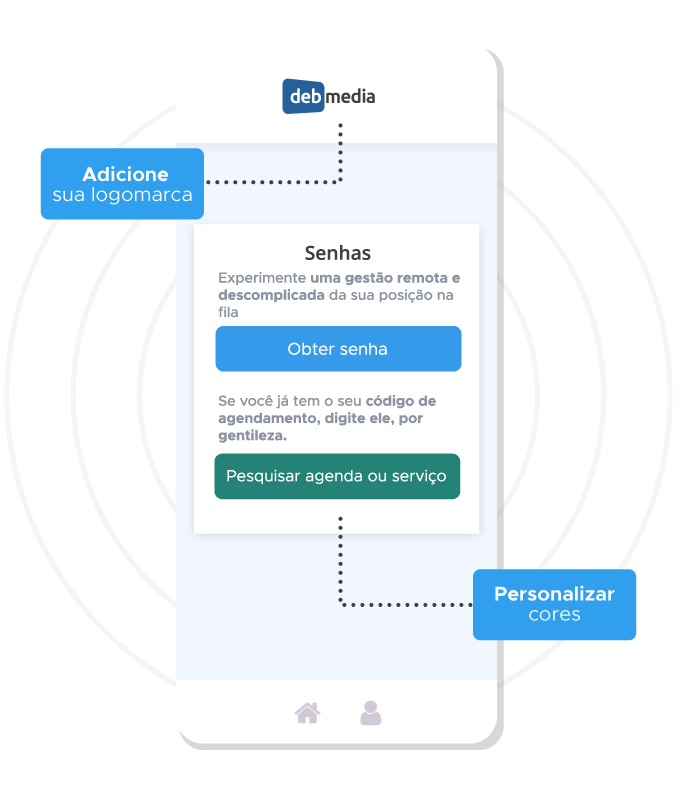 debmedia
Adicione
sua logomarca
Senhas
Experimente uma gestão remota e
descomplicada da sua posição na
fila
Obter senha
Se você já tem o seu código de
agendamento, digite ele, por
gentileza.
Pesquisar agenda ou serviço
Personalizar
cores